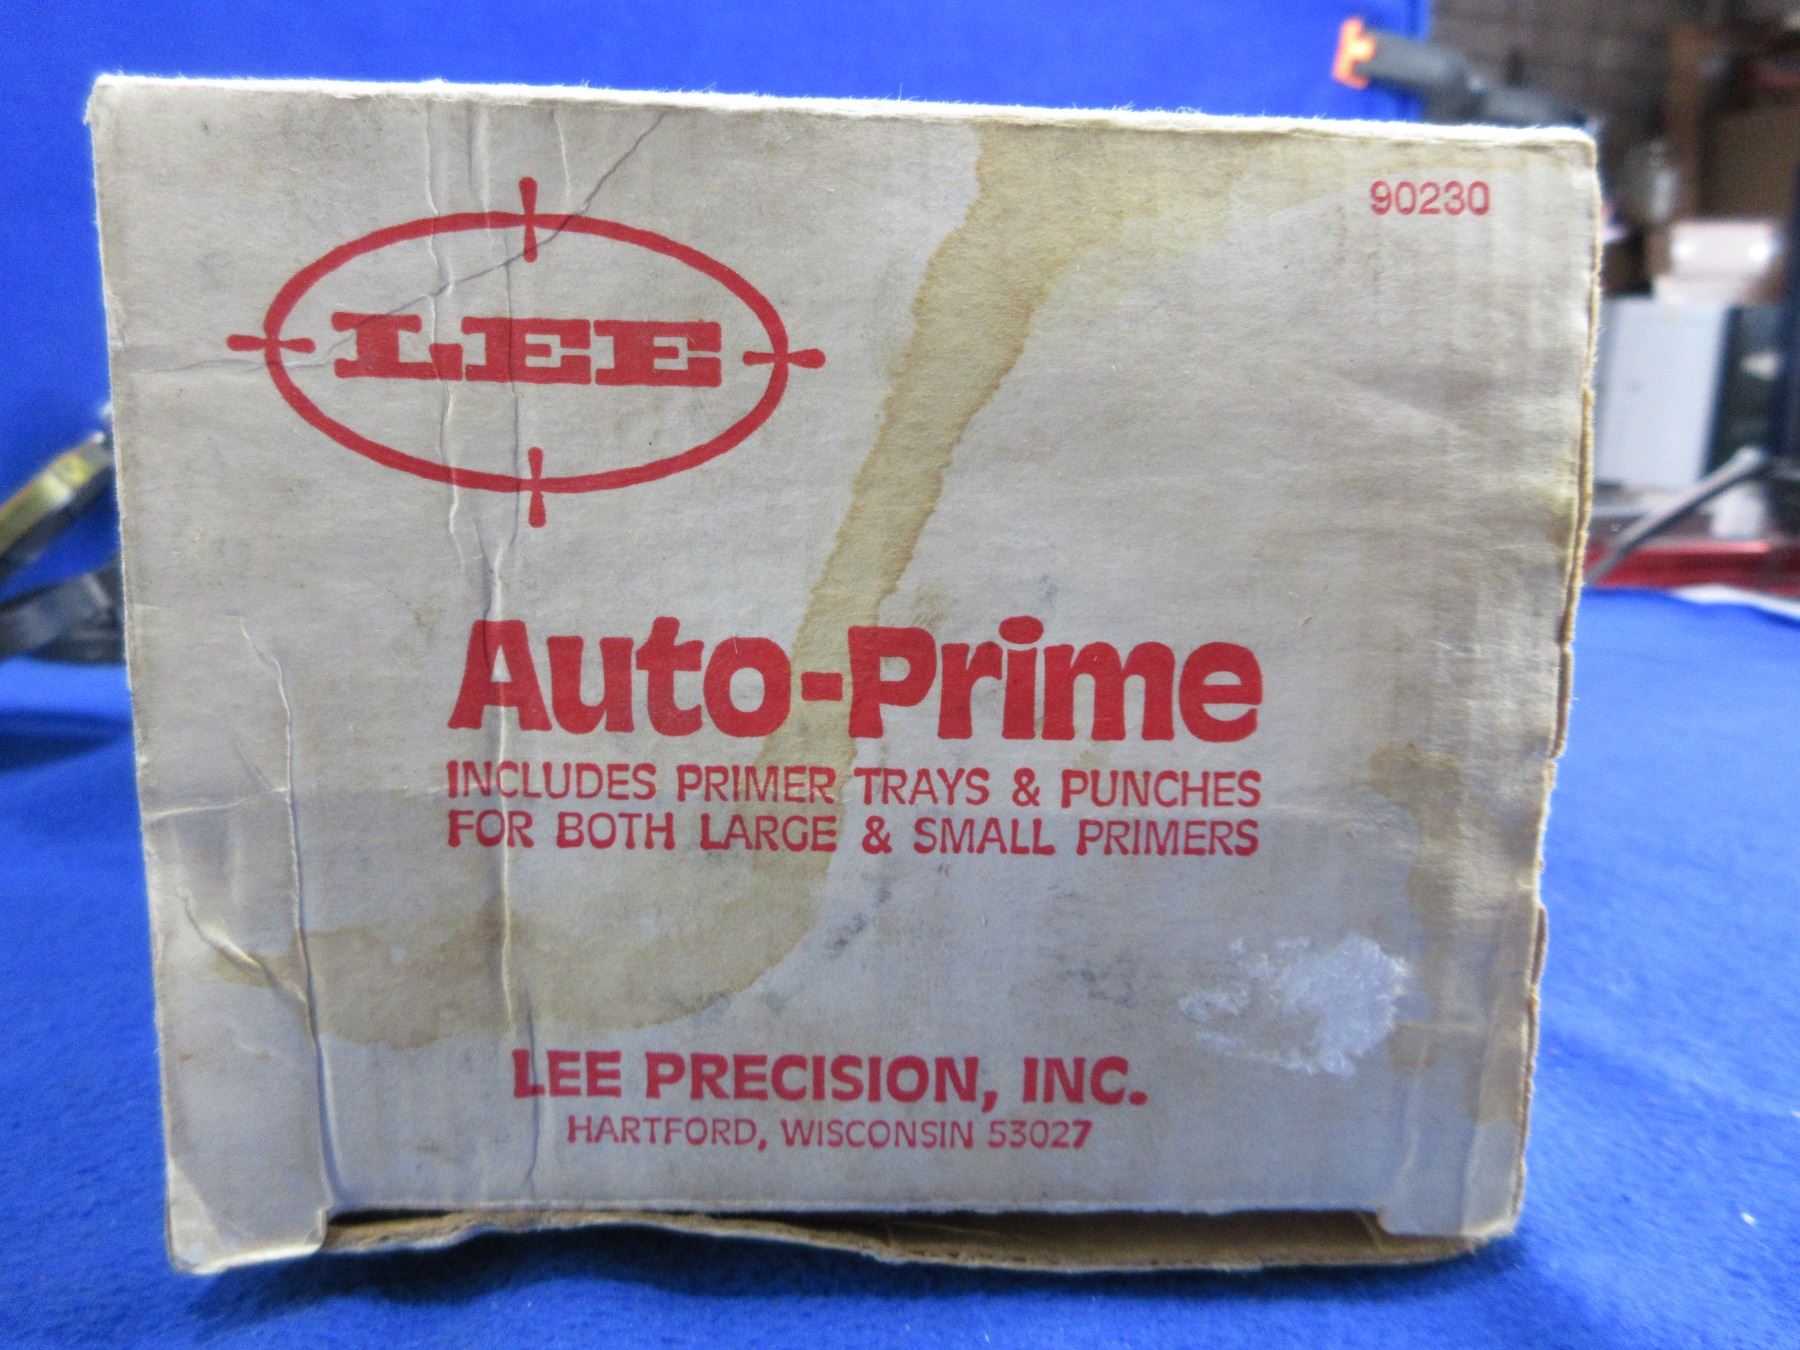 90230
LEE
Auto-Prime
INCLUDES PRIMER TRAYS & PUNCHES
FOR BOTH LARGE & SMALL PRIMERS
LEE PRECISION, INC.
HARTFORD, WISCONSIN 53027